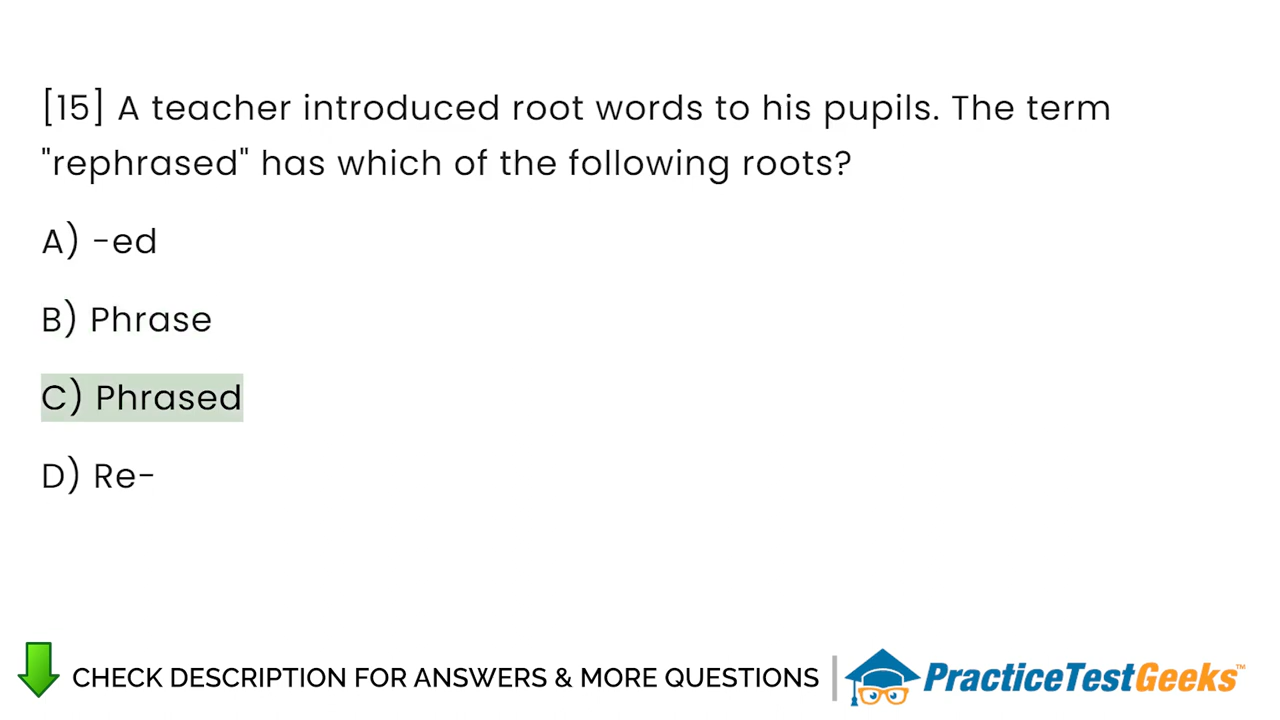 [15] A teacher introduced root words to his pupils. The term
"rephrased" has which of the following roots?
A) -ed
B) Phrase
C) Phrased
D) Re-
CHECK DESCRIPTION FOR ANSWERS & MORE QUESTIONS
PracticeTestGeeks™